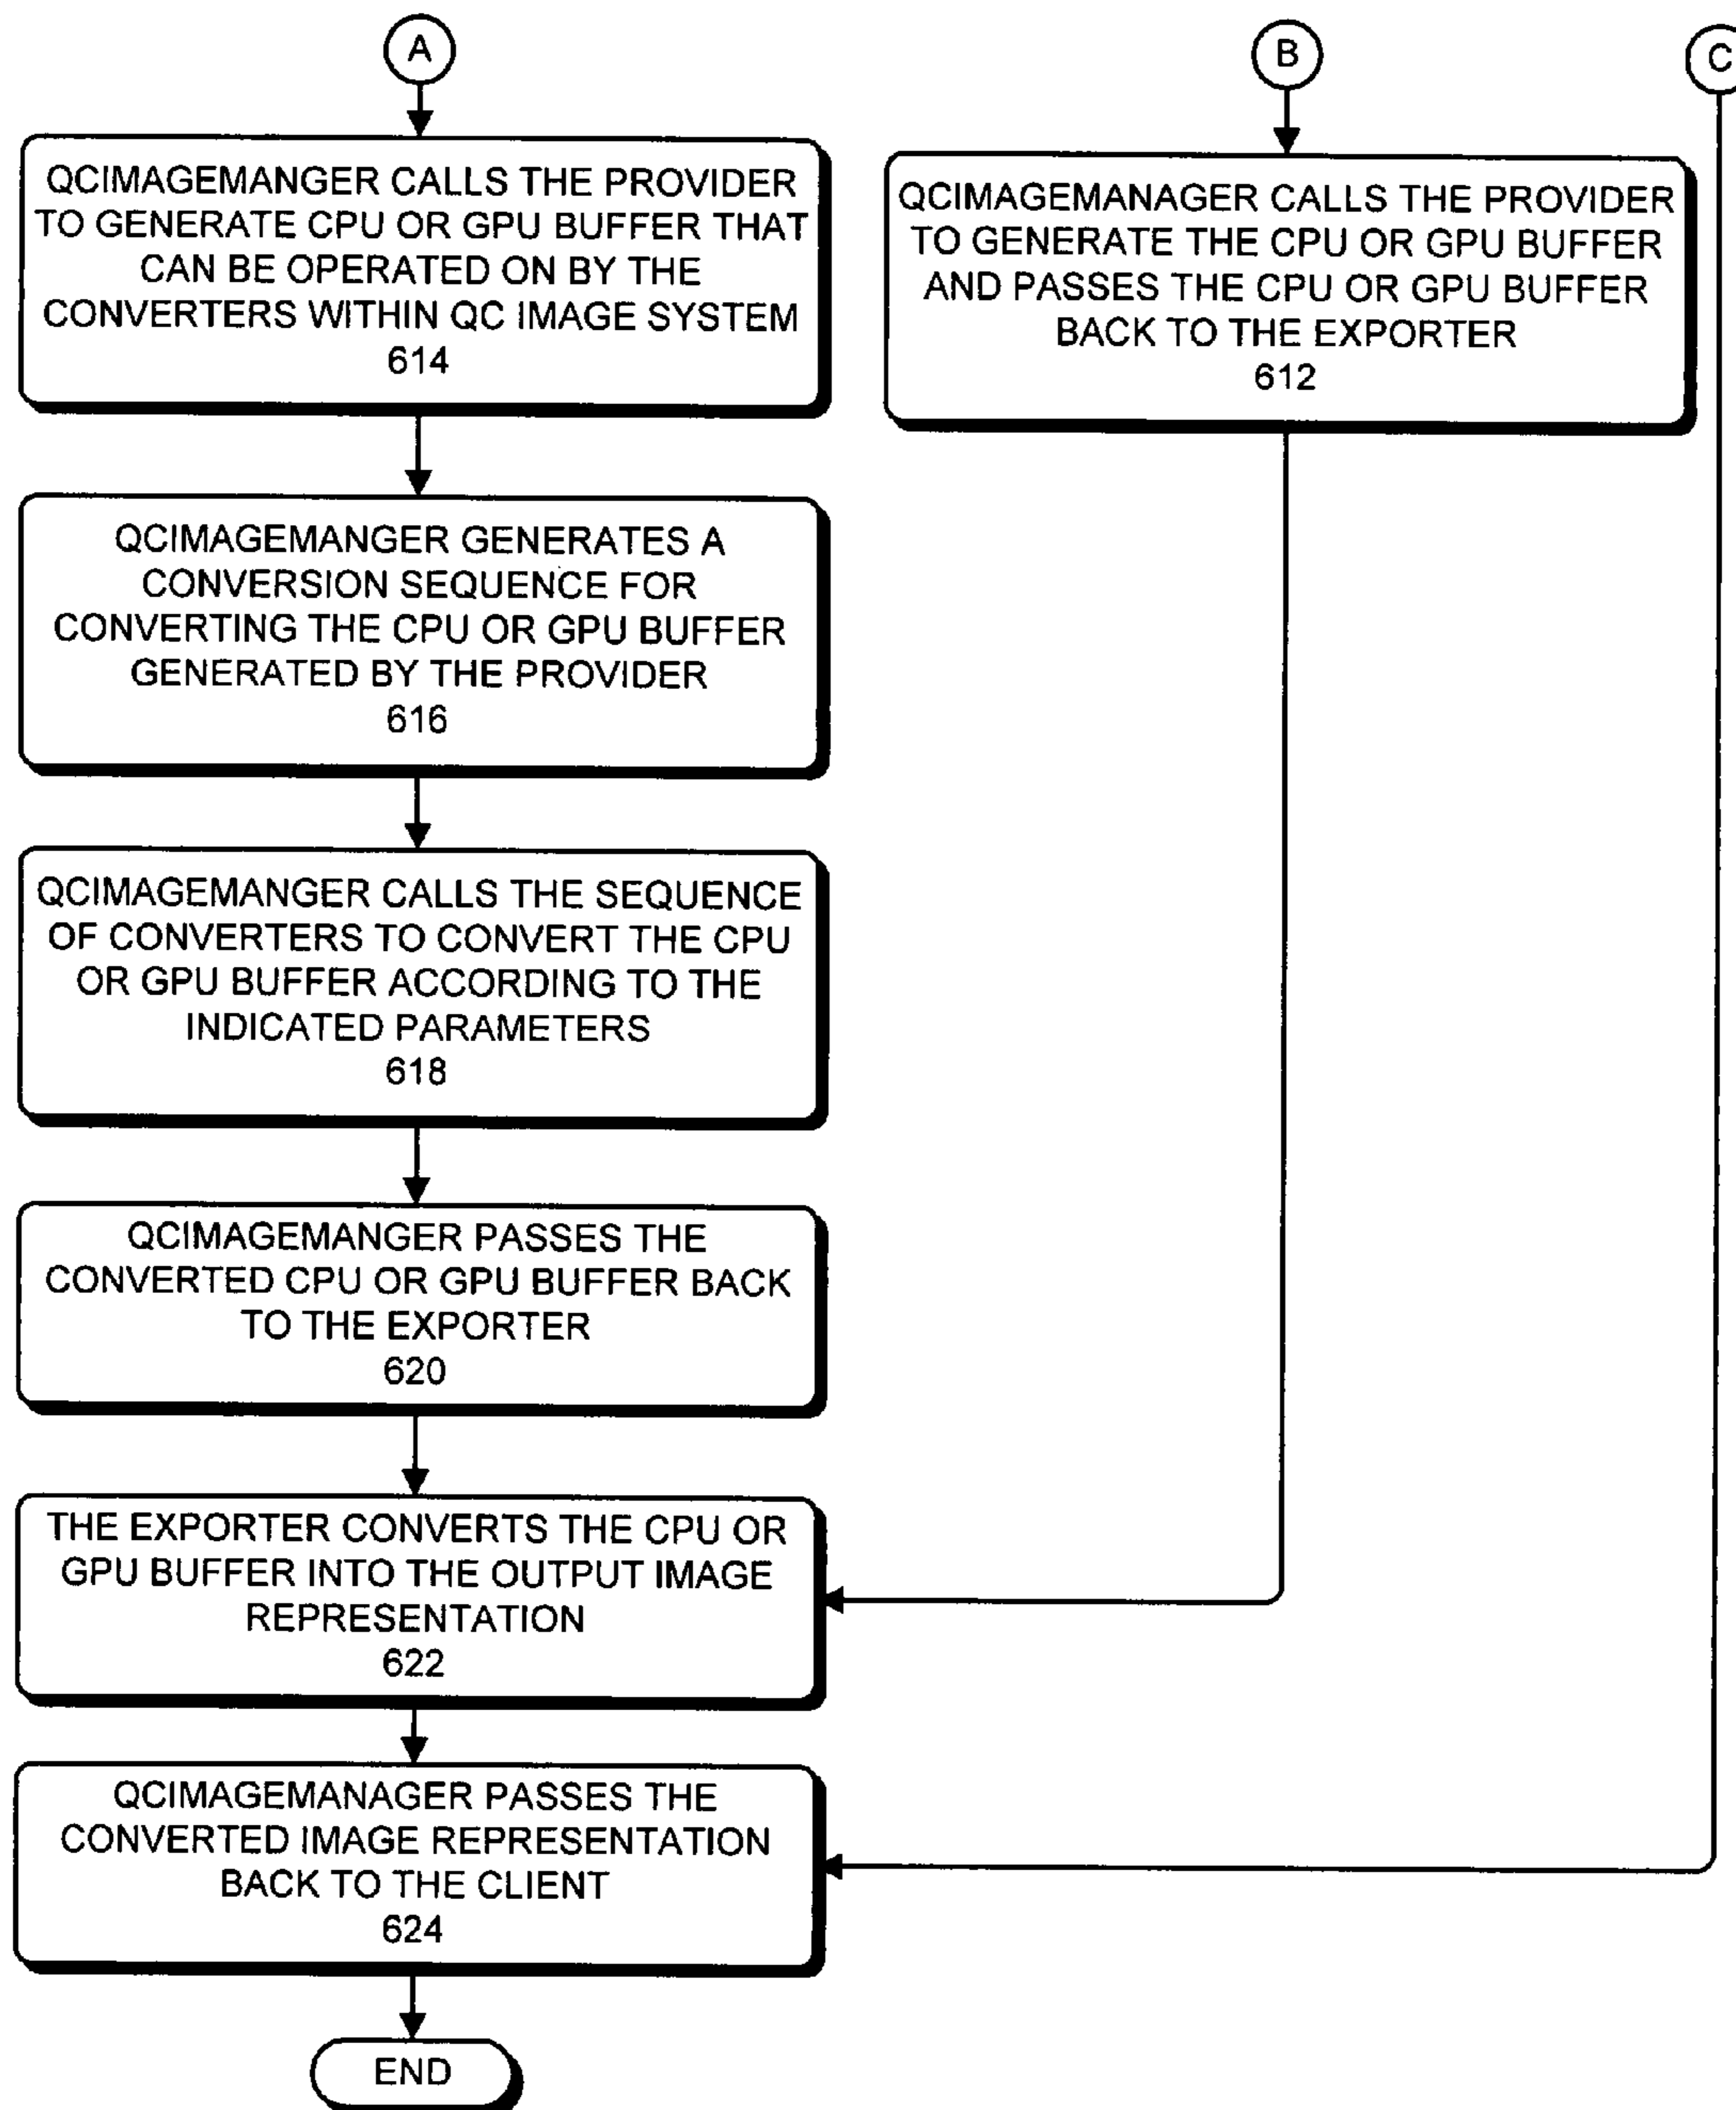 A
B
C
QCIMAGEMANGER CALLS THE PROVIDER
TO GENERATE CPU OR GPU BUFFER THAT
CAN BE OPERATED ON BY THE
CONVERTERS WITHIN QC IMAGE SYSTEM
614
QCIMAGEMANAGER CALLS THE PROVIDER
TO GENERATE THE CPU OR GPU BUFFER
AND PASSES THE CPU OR GPU BUFFER
BACK TO THE EXPORTER
612
QCIMAGEMANGER GENERATES A
CONVERSION SEQUENCE FOR
CONVERTING THE CPU OR GPU BUFFER
GENERATED BY THE PROVIDER
616
QCIMAGEMANGER CALLS THE SEQUENCE
OF CONVERTERS TO CONVERT THE CPU
OR GPU BUFFER ACCORDING TO THE
INDICATED PARAMETERS
618
QCIMAGEMANGER PASSES THE
CONVERTED CPU OR GPU BUFFER BACK
TO THE EXPORTER
620
THE EXPORTER CONVERTS THE CPU OR
GPU BUFFER INTO THE OUTPUT IMAGE
REPRESENTATION
622
QCIMAGEMANAGER PASSES THE
CONVERTED IMAGE REPRESENTATION
BACK TO THE CLIENT
624
END